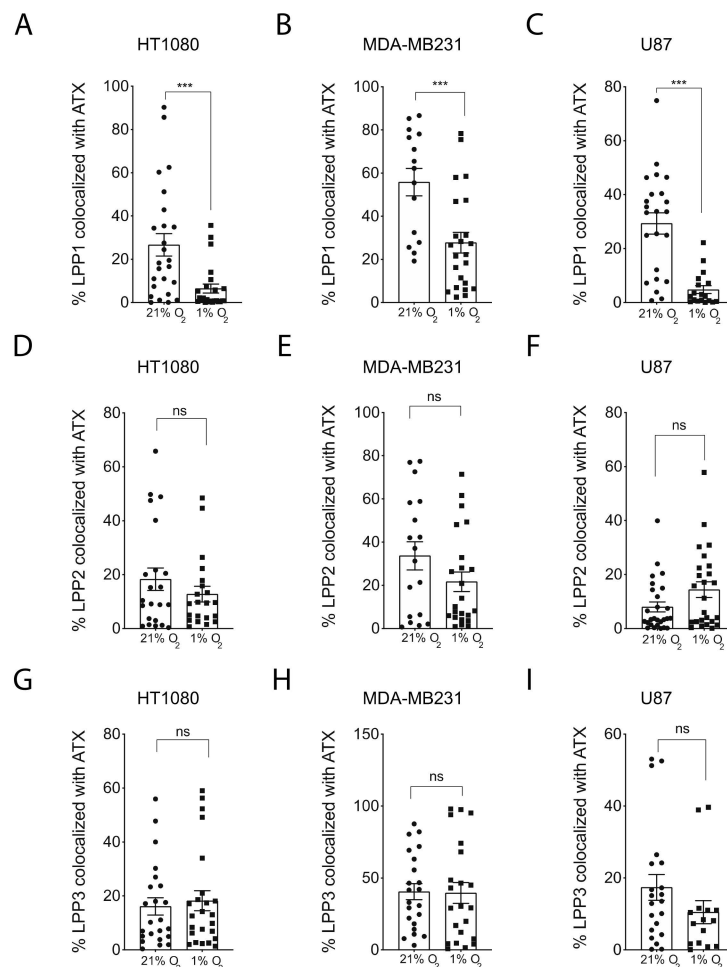 A
HT1080
% LPP1 colocalized with ATX
100
80
60
40
20
0
***
21% O2
1% O2
B
MDA-MB231
% LPP1 colocalized with ATX
100
80
60
40
20
0
***
21% O2
1% O2
C
U87
% LPP1 colocalized with ATX
80
60
40
20
0
***
21% O2
1% O2
D
HT1080
% LPP2 colocalized with ATX
80
60
40
20
0
ns
21% O2
1% O2
E
MDA-MB231
% LPP2 colocalized with ATX
100
80
60
40
20
0
ns
21% O2
1% O2
F
U87
% LPP2 colocalized with ATX
80
60
40
20
0
ns
21% O2
1% O2
G
HT1080
% LPP3 colocalized with ATX
80
60
40
20
0
ns
21% O2
1% O2
H
MDA-MB231
% LPP3 colocalized with ATX
150
100
50
0
ns
21% O2
1% O2
I
U87
% LPP3 colocalized with ATX
60
40
20
0
ns
21% O2
1% O2